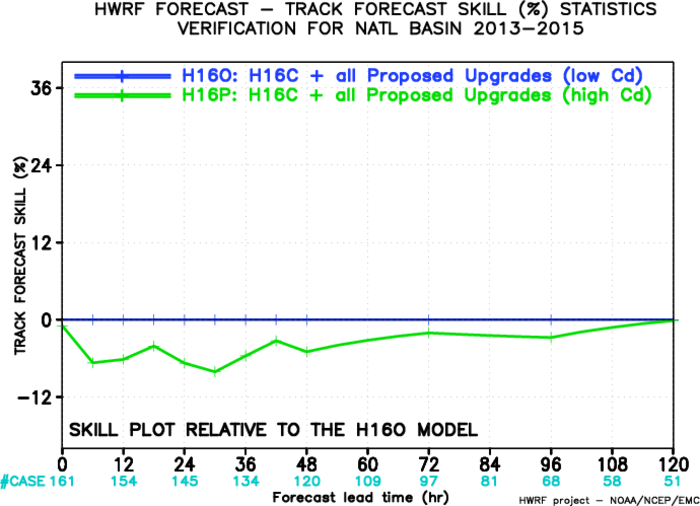 HWRF FORECAST – TRACK FORECAST SKILL (%) STATISTICS
VERIFICATION FOR NATL BASIN 2013–2015
H16O: H16C + all Proposed Upgrades (low Cd)
H16P: H16C + all Proposed Upgrades (high Cd)
TRACK FORECAST SKILL (%)
36
24
12
0
–12
SKILL PLOT RELATIVE TO THE H16O MODEL
0 12 24 36 48 60 72 84 96 108 120
#CASE 161 154 145 134 120 109 97 81 68 58 51
Forecast lead time (hr)
HWRF project – NOAA/NCEP/EMC